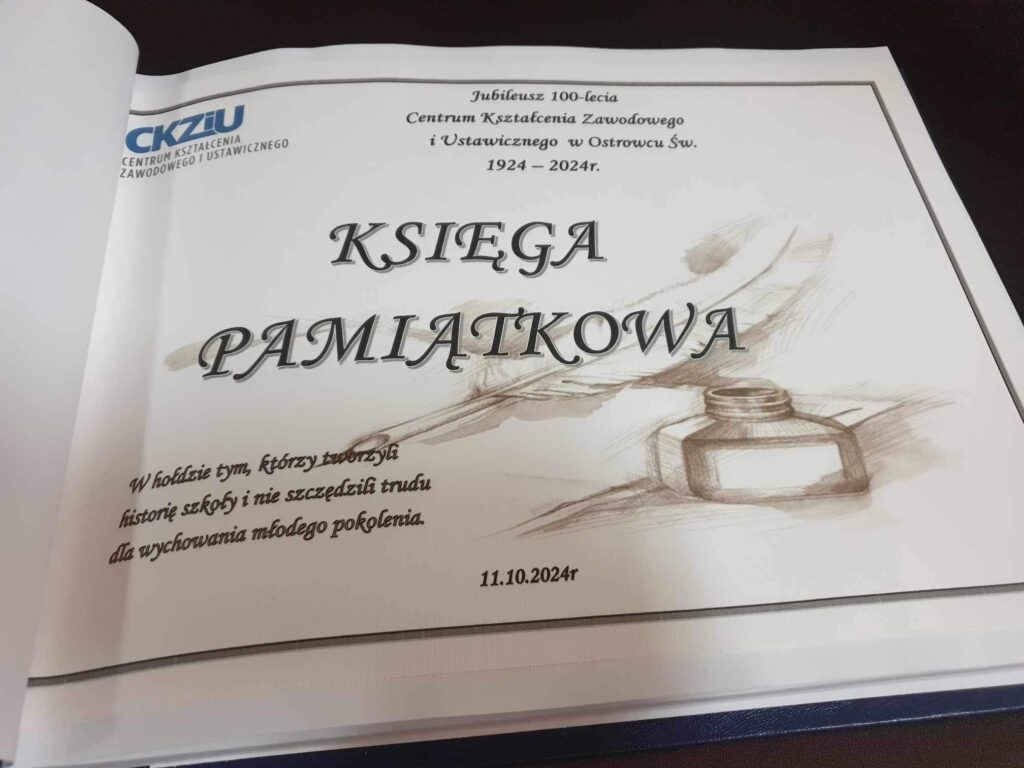 CKZiU
CENTRUM KSZTAŁCENIA
ZAWODOWEGO I USTAWICZNEGO
Jubileusz 100-lecia
Centrum Kształcenia Zawodowego
i Ustawicznego w Ostrowcu Św.
1924 – 2024r.
KSIĘGA
PAMIĄTKOWA
W hołdzie tym, którzy tworzyli
historię szkoły i nie szczędzili trudu
dla wychowania młodego pokolenia.
11.10.2024r